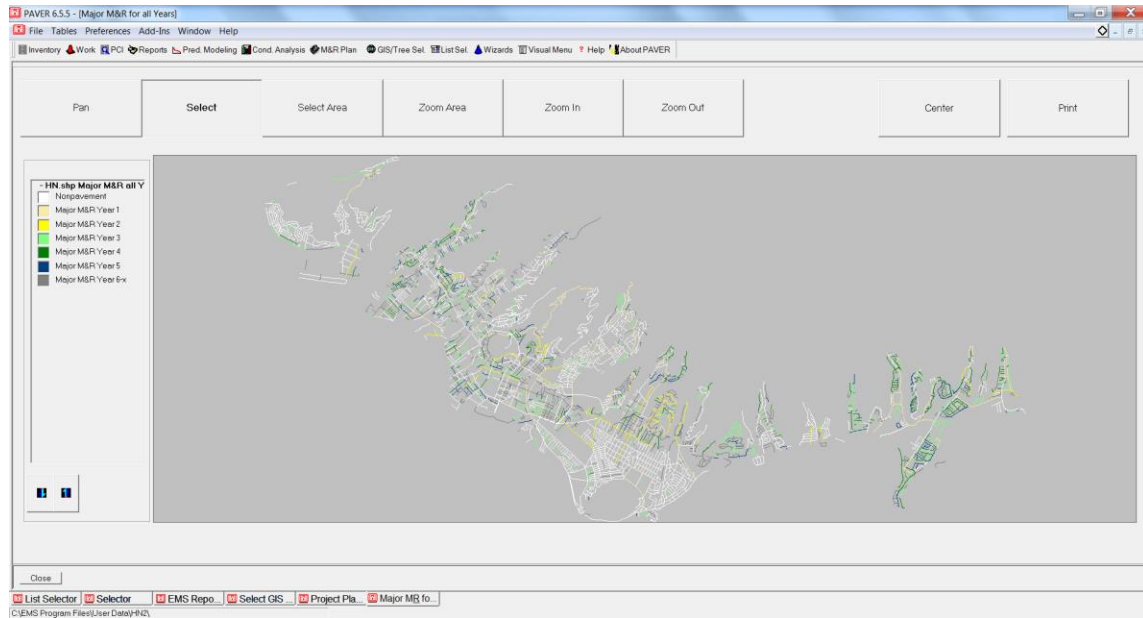 PAVER 6.5.5 - [Major M&R for all Years]
File Tables Preferences Add-Ins Window Help
Inventory Work PCI Reports Pred. Modeling Cond. Analysis M&R Plan GIS/Tree Sel. List Sel. Wizards Visual Menu Help About PAVER
Pan Select Select Area Zoom Area Zoom In Zoom Out Center Print
- HN.shp Major M&R all Y
Nonpavement
Major M&R Year 1
Major M&R Year 2
Major M&R Year 3
Major M&R Year 4
Major M&R Year 5
Major M&R Year 6-x
Close
List Selector Selector EMS Repo... Select GIS ... Project Pla... Major MR fo...
C:\EMS Program Files\User Data\HN2\